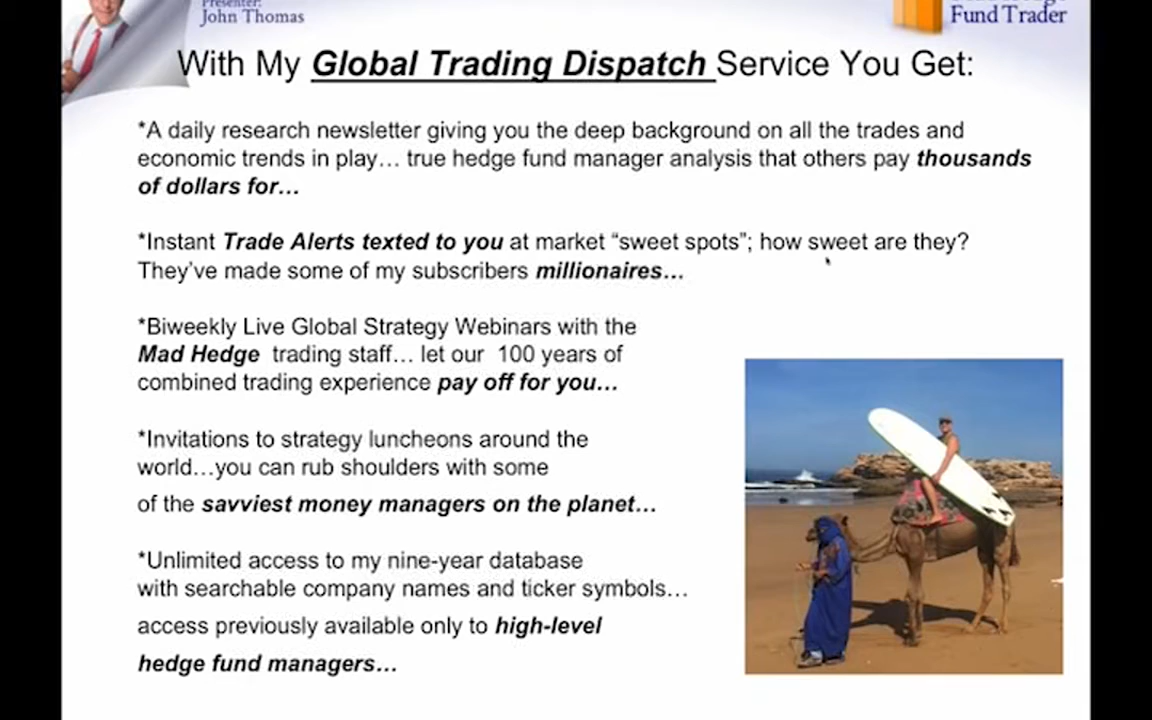 Presenter:
John Thomas
Fund Trader
With My Global Trading Dispatch Service You Get:
*A daily research newsletter giving you the deep background on all the trades and
economic trends in play… true hedge fund manager analysis that others pay thousands
of dollars for…
*Instant Trade Alerts texted to you at market “sweet spots”; how sweet are they?
They’ve made some of my subscribers millionaires…
*Biweekly Live Global Strategy Webinars with the
Mad Hedge trading staff… let our 100 years of
combined trading experience pay off for you…
*Invitations to strategy luncheons around the
world…you can rub shoulders with some
of the savviest money managers on the planet…
*Unlimited access to my nine-year database
with searchable company names and ticker symbols…
access previously available only to high-level
hedge fund managers…